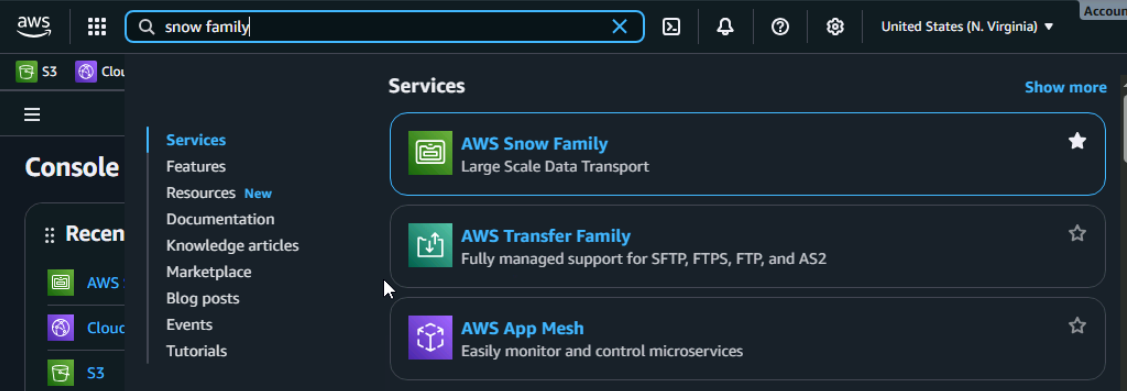 aws
snow family
United States (N. Virginia)
Accoun
S3
Clou
Services
Show more
Console
Recen
AWS
Cloud
S3
Services
Features
Resources New
Documentation
Knowledge articles
Marketplace
Blog posts
Events
Tutorials
AWS Snow Family
Large Scale Data Transport
AWS Transfer Family
Fully managed support for SFTP, FTPS, FTP, and AS2
AWS App Mesh
Easily monitor and control microservices